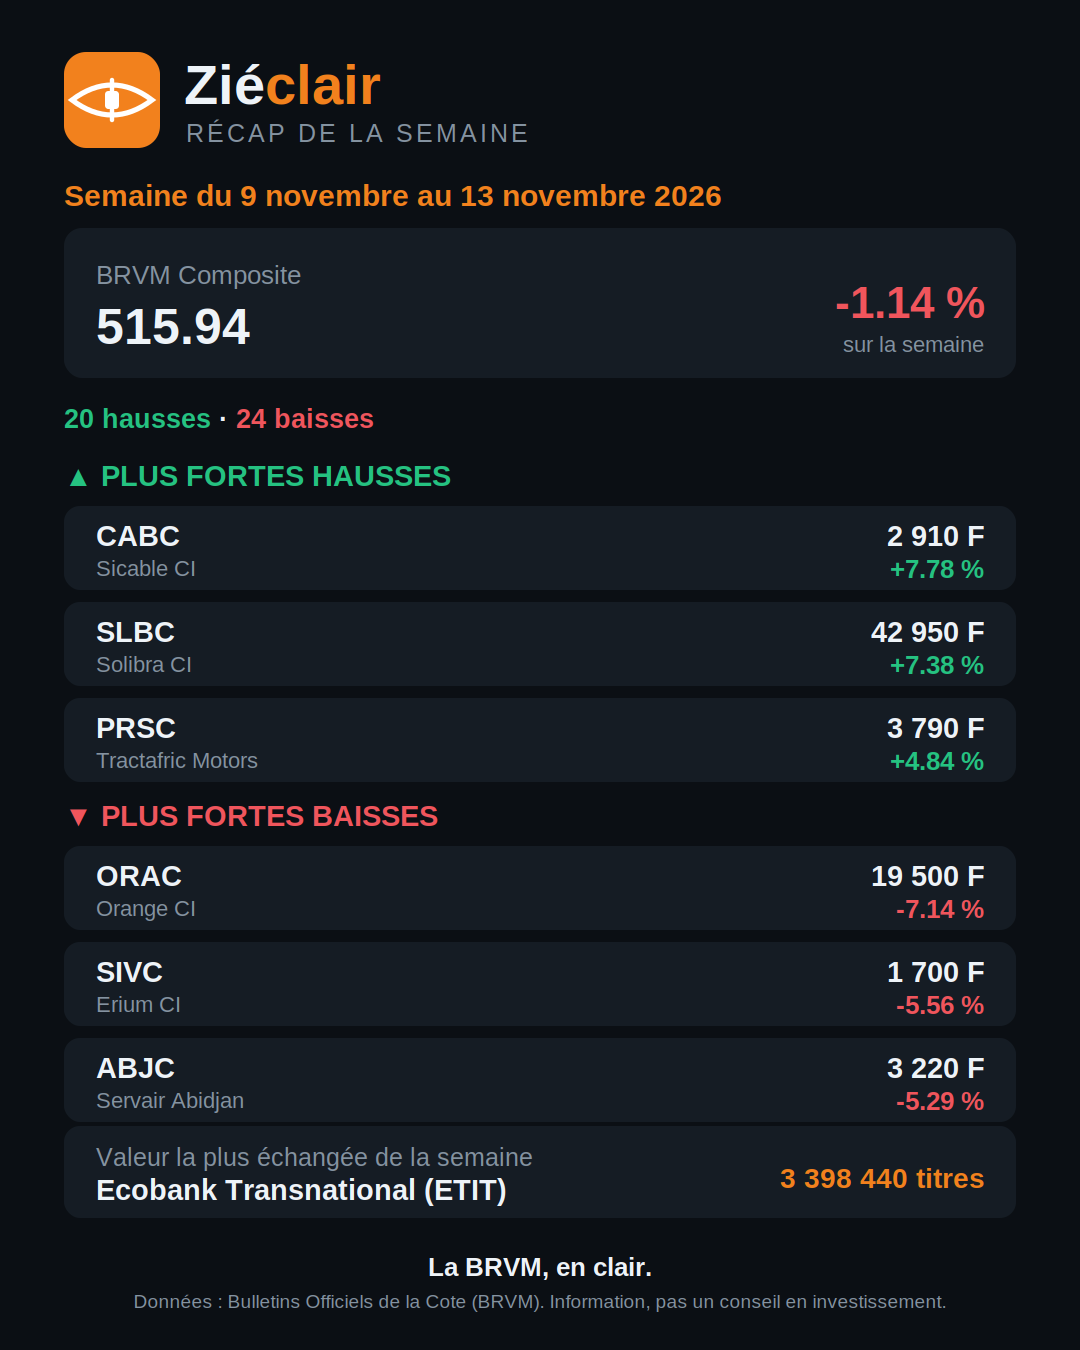 Ziéclair
RÉCAP DE LA SEMAINE
Semaine du 9 novembre au 13 novembre 2026
BRVM Composite
515.94
-1.14 %
sur la semaine
20 hausses · 24 baisses
▲ PLUS FORTES HAUSSES
CABC
2 910 F
Sicable CI
+7.78 %
SLBC
42 950 F
Solibra CI
+7.38 %
PRSC
3 790 F
Tractafric Motors
+4.84 %
▼ PLUS FORTES BAISSES
ORAC
19 500 F
Orange CI
-7.14 %
SIVC
1 700 F
Erium CI
-5.56 %
ABJC
3 220 F
Servair Abidjan
-5.29 %
Valeur la plus échangée de la semaine
Ecobank Transnational (ETIT)
3 398 440 titres
La BRVM, en clair.
Données : Bulletins Officiels de la Cote (BRVM). Information, pas un conseil en investissement.